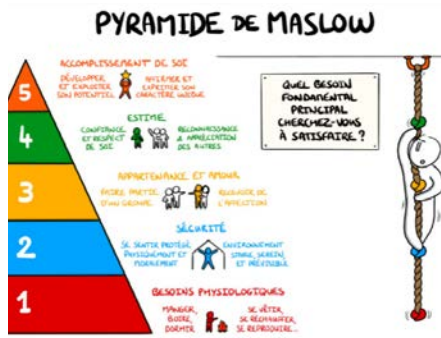 PYRAMIDE DE MASLOW
5
ACCOMPLISSEMENT DE SOI
DÉVELOPPER
ET EXPLOITER
SON POTENTIEL
AFFIRMER ET
EXPRIMER SON
CARACTÈRE UNIQUE
4
ESTIME
CONFIANCE
ET RESPECT
DE SOI
RECONNAISSANCE
& APPRÉCIATION
DES AUTRES
3
APPARTENANCE ET AMOUR
FAIRE PARTIE
D'UN GROUPE
RECEVOIR DE
L'AFFECTION
2
SÉCURITÉ
SE SENTIR PROTÉGÉ
PHYSIQUEMENT ET
MORALEMENT
ENVIRONNEMENT
STABLE, SEREIN,
ET PRÉVISIBLE
1
BESOINS PHYSIOLOGIQUES
MANGER,
BOIRE,
DORMIR
SE VÊTIR,
SE RÉCHAUFFER,
SE REPRODUIRE...
QUEL BESOIN
FONDAMENTAL
PRINCIPAL
CHERCHEZ-VOUS
À SATISFAIRE ?